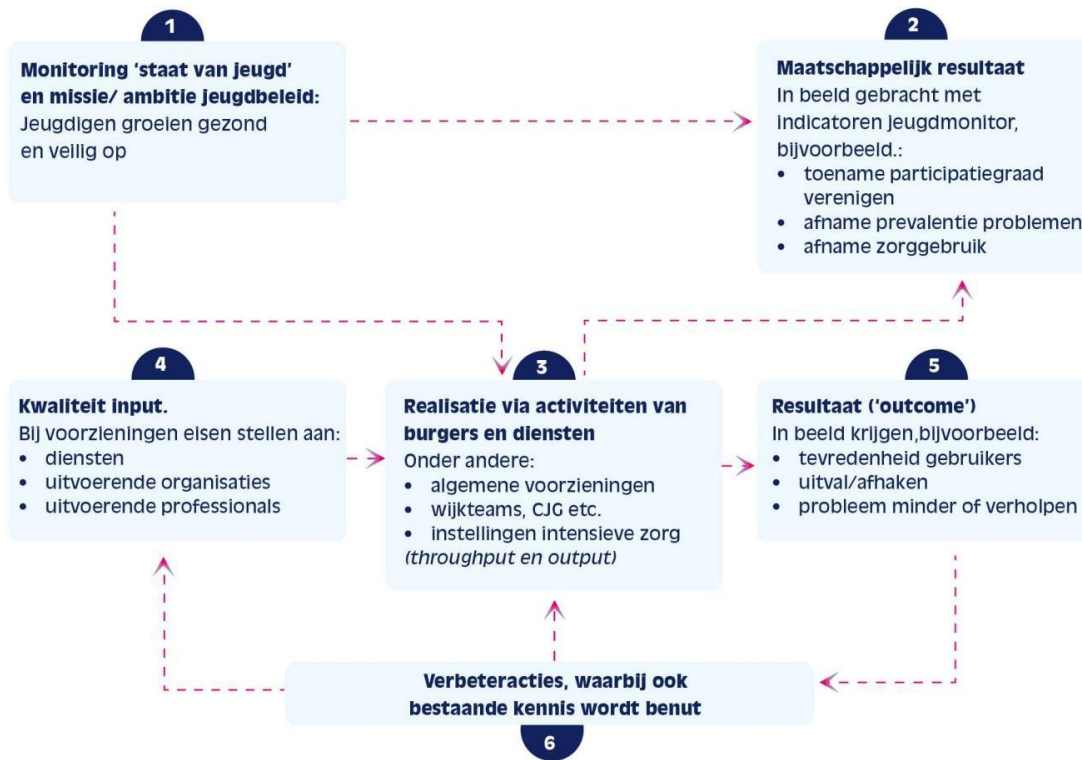 1
Monitoring ‘staat van jeugd’
en missie/ ambitie jeugdbeleid:
Jeugdigen groeien gezond
en veilig op
2
Maatschappelijk resultaat
In beeld gebracht met
indicatoren jeugdmonitor,
bijvoorbeeld.:
• toename participatiegraad
verenigen
• afname prevalentie problemen
• afname zorggebruik
4
Kwaliteit input.
Bij voorzieningen eisen stellen aan:
• diensten
• uitvoerende organisaties
• uitvoerende professionals
3
Realisatie via activiteiten van
burgers en diensten
Onder andere:
• algemene voorzieningen
• wijkteams, CJG etc.
• instellingen intensieve zorg
(throughput en output)
5
Resultaat (‘outcome’)
In beeld krijgen,bijvoorbeeld:
• tevredenheid gebruikers
• uitval/afhaken
• probleem minder of verholpen
Verbeteracties, waarbij ook
bestaande kennis wordt benut
6